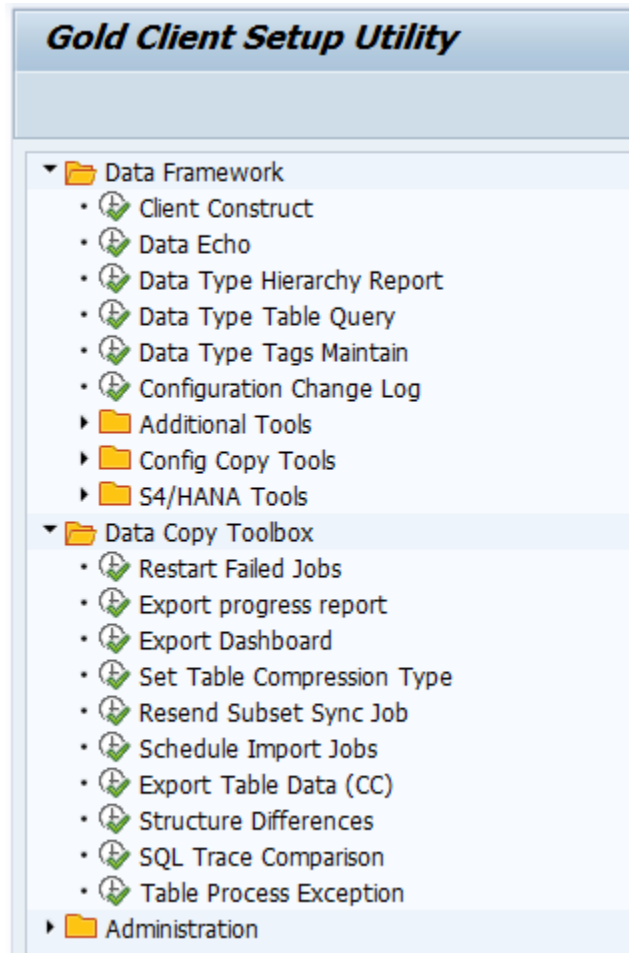 Gold Client Setup Utility
Data Framework
Client Construct
Data Echo
Data Type Hierarchy Report
Data Type Table Query
Data Type Tags Maintain
Configuration Change Log
Additional Tools
Config Copy Tools
S4/HANA Tools
Data Copy Toolbox
Restart Failed Jobs
Export progress report
Export Dashboard
Set Table Compression Type
Resend Subset Sync Job
Schedule Import Jobs
Export Table Data (CC)
Structure Differences
SQL Trace Comparison
Table Process Exception
Administration